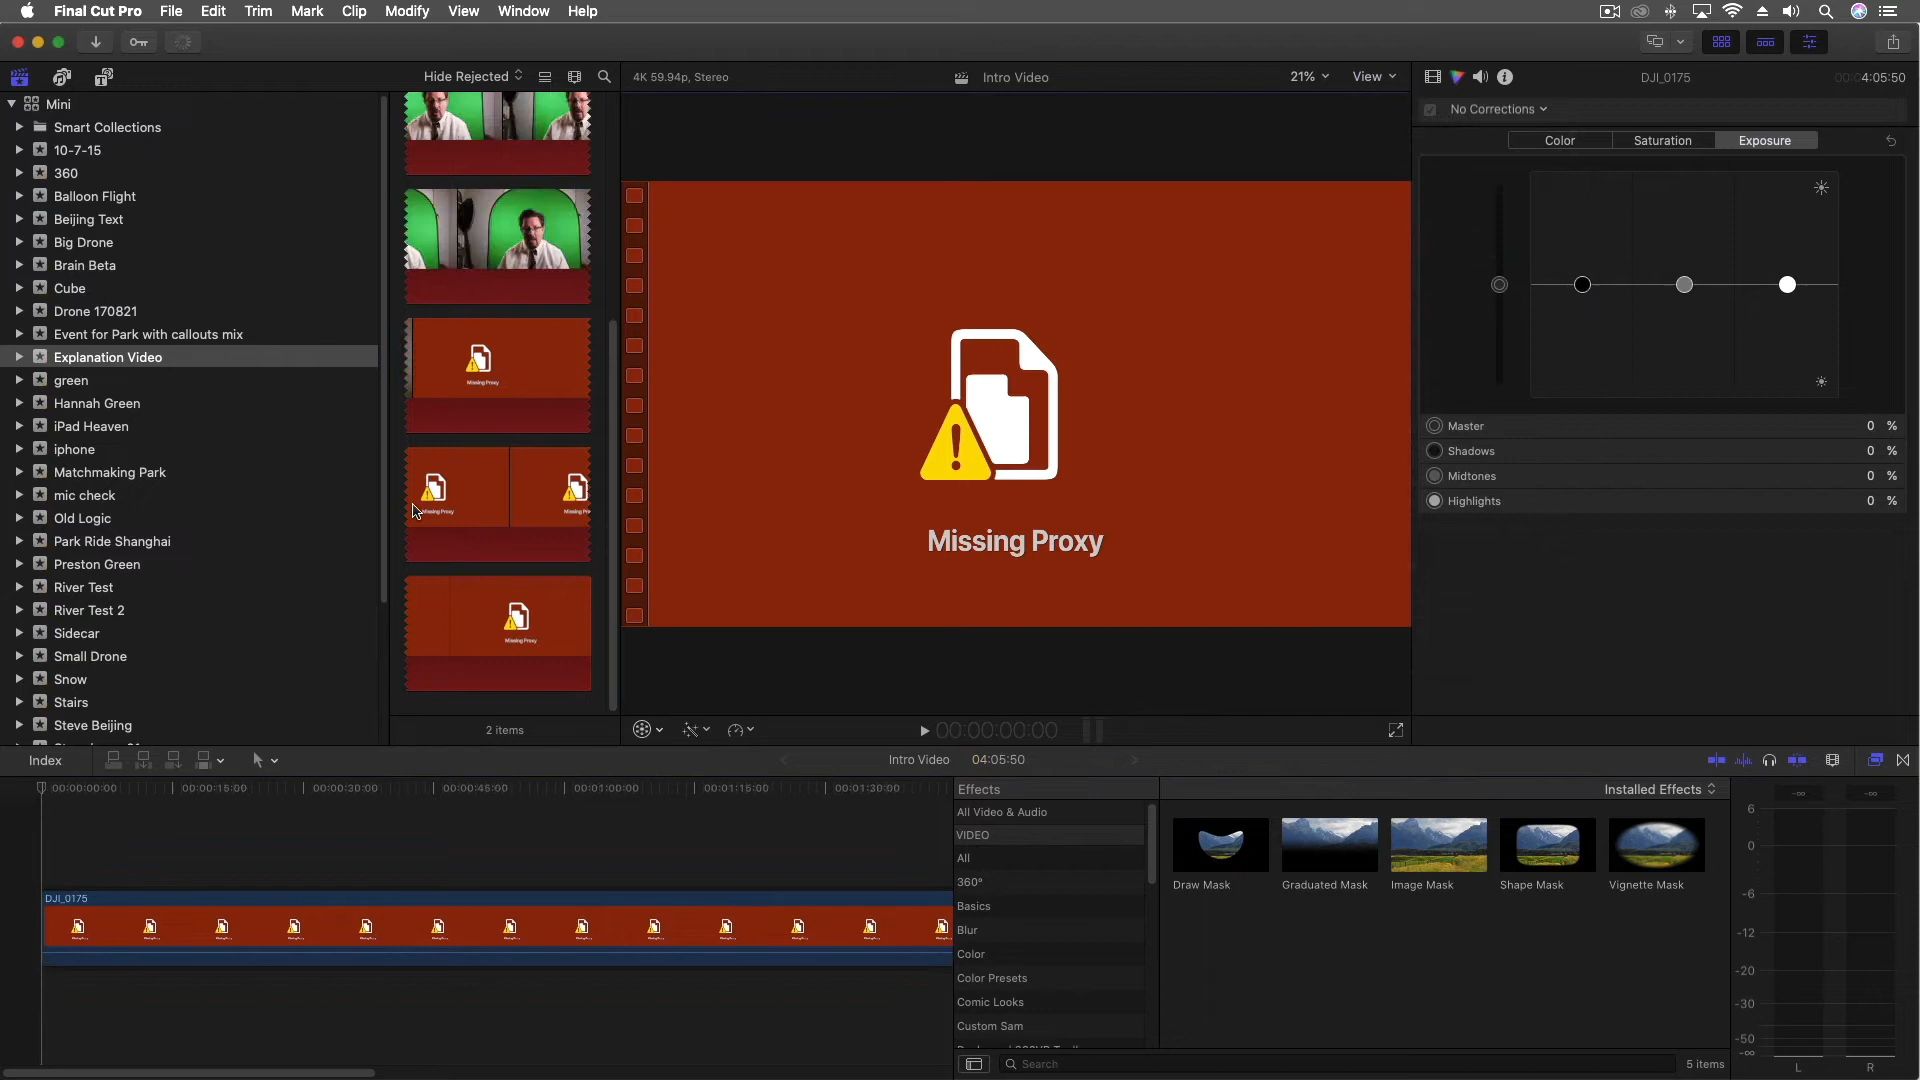 Final Cut Pro File Edit Trim Mark Clip Modify View Window Help
Hide Rejected
4K 59.94p, Stereo
Intro Video
21%
View
DJI_0175
00:04:05:50
No Corrections
Color
Saturation
Exposure
Master 0 %
Shadows 0 %
Midtones 0 %
Highlights 0 %
Mini
Smart Collections
10-7-15
360
Balloon Flight
Beijing Text
Big Drone
Brain Beta
Cube
Drone 170821
Event for Park with callouts mix
Explanation Video
green
Hannah Green
iPad Heaven
iphone
Matchmaking Park
mic check
Old Logic
Park Ride Shanghai
Preston Green
River Test
River Test 2
Sidecar
Small Drone
Snow
Stairs
Steve Beijing
Missing Proxy
Missing Proxy
Missing Proxy
Missing Proxy
2 items
00:00:00:00
Index
Intro Video
04:05:50
00:00:00:00
00:00:15:00
00:00:30:00
00:00:45:00
00:01:00:00
00:01:15:00
00:01:30:00
DJI_0175
Effects
Installed Effects
All Video & Audio
VIDEO
All
360°
Basics
Blur
Color
Color Presets
Comic Looks
Custom Sam
Draw Mask
Graduated Mask
Image Mask
Shape Mask
Vignette Mask
Search
5 items
-∞ -∞
6
0
-6
-12
-20
-30
-50
-∞
L R